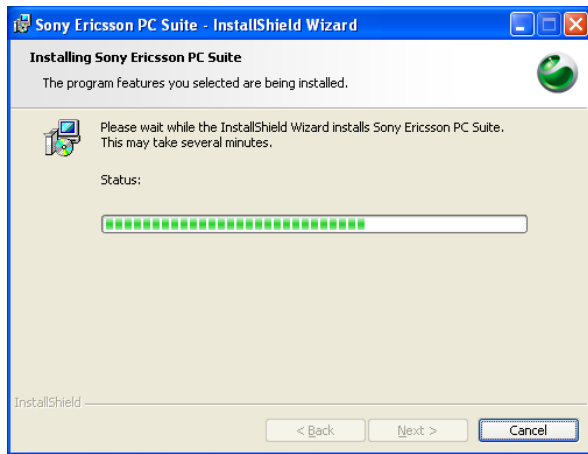 Sony Ericsson PC Suite - InstallShield Wizard
Installing Sony Ericsson PC Suite
The program features you selected are being installed.
Please wait while the InstallShield Wizard installs Sony Ericsson PC Suite.
This may take several minutes.
Status:
InstallShield
< Back Next > Cancel